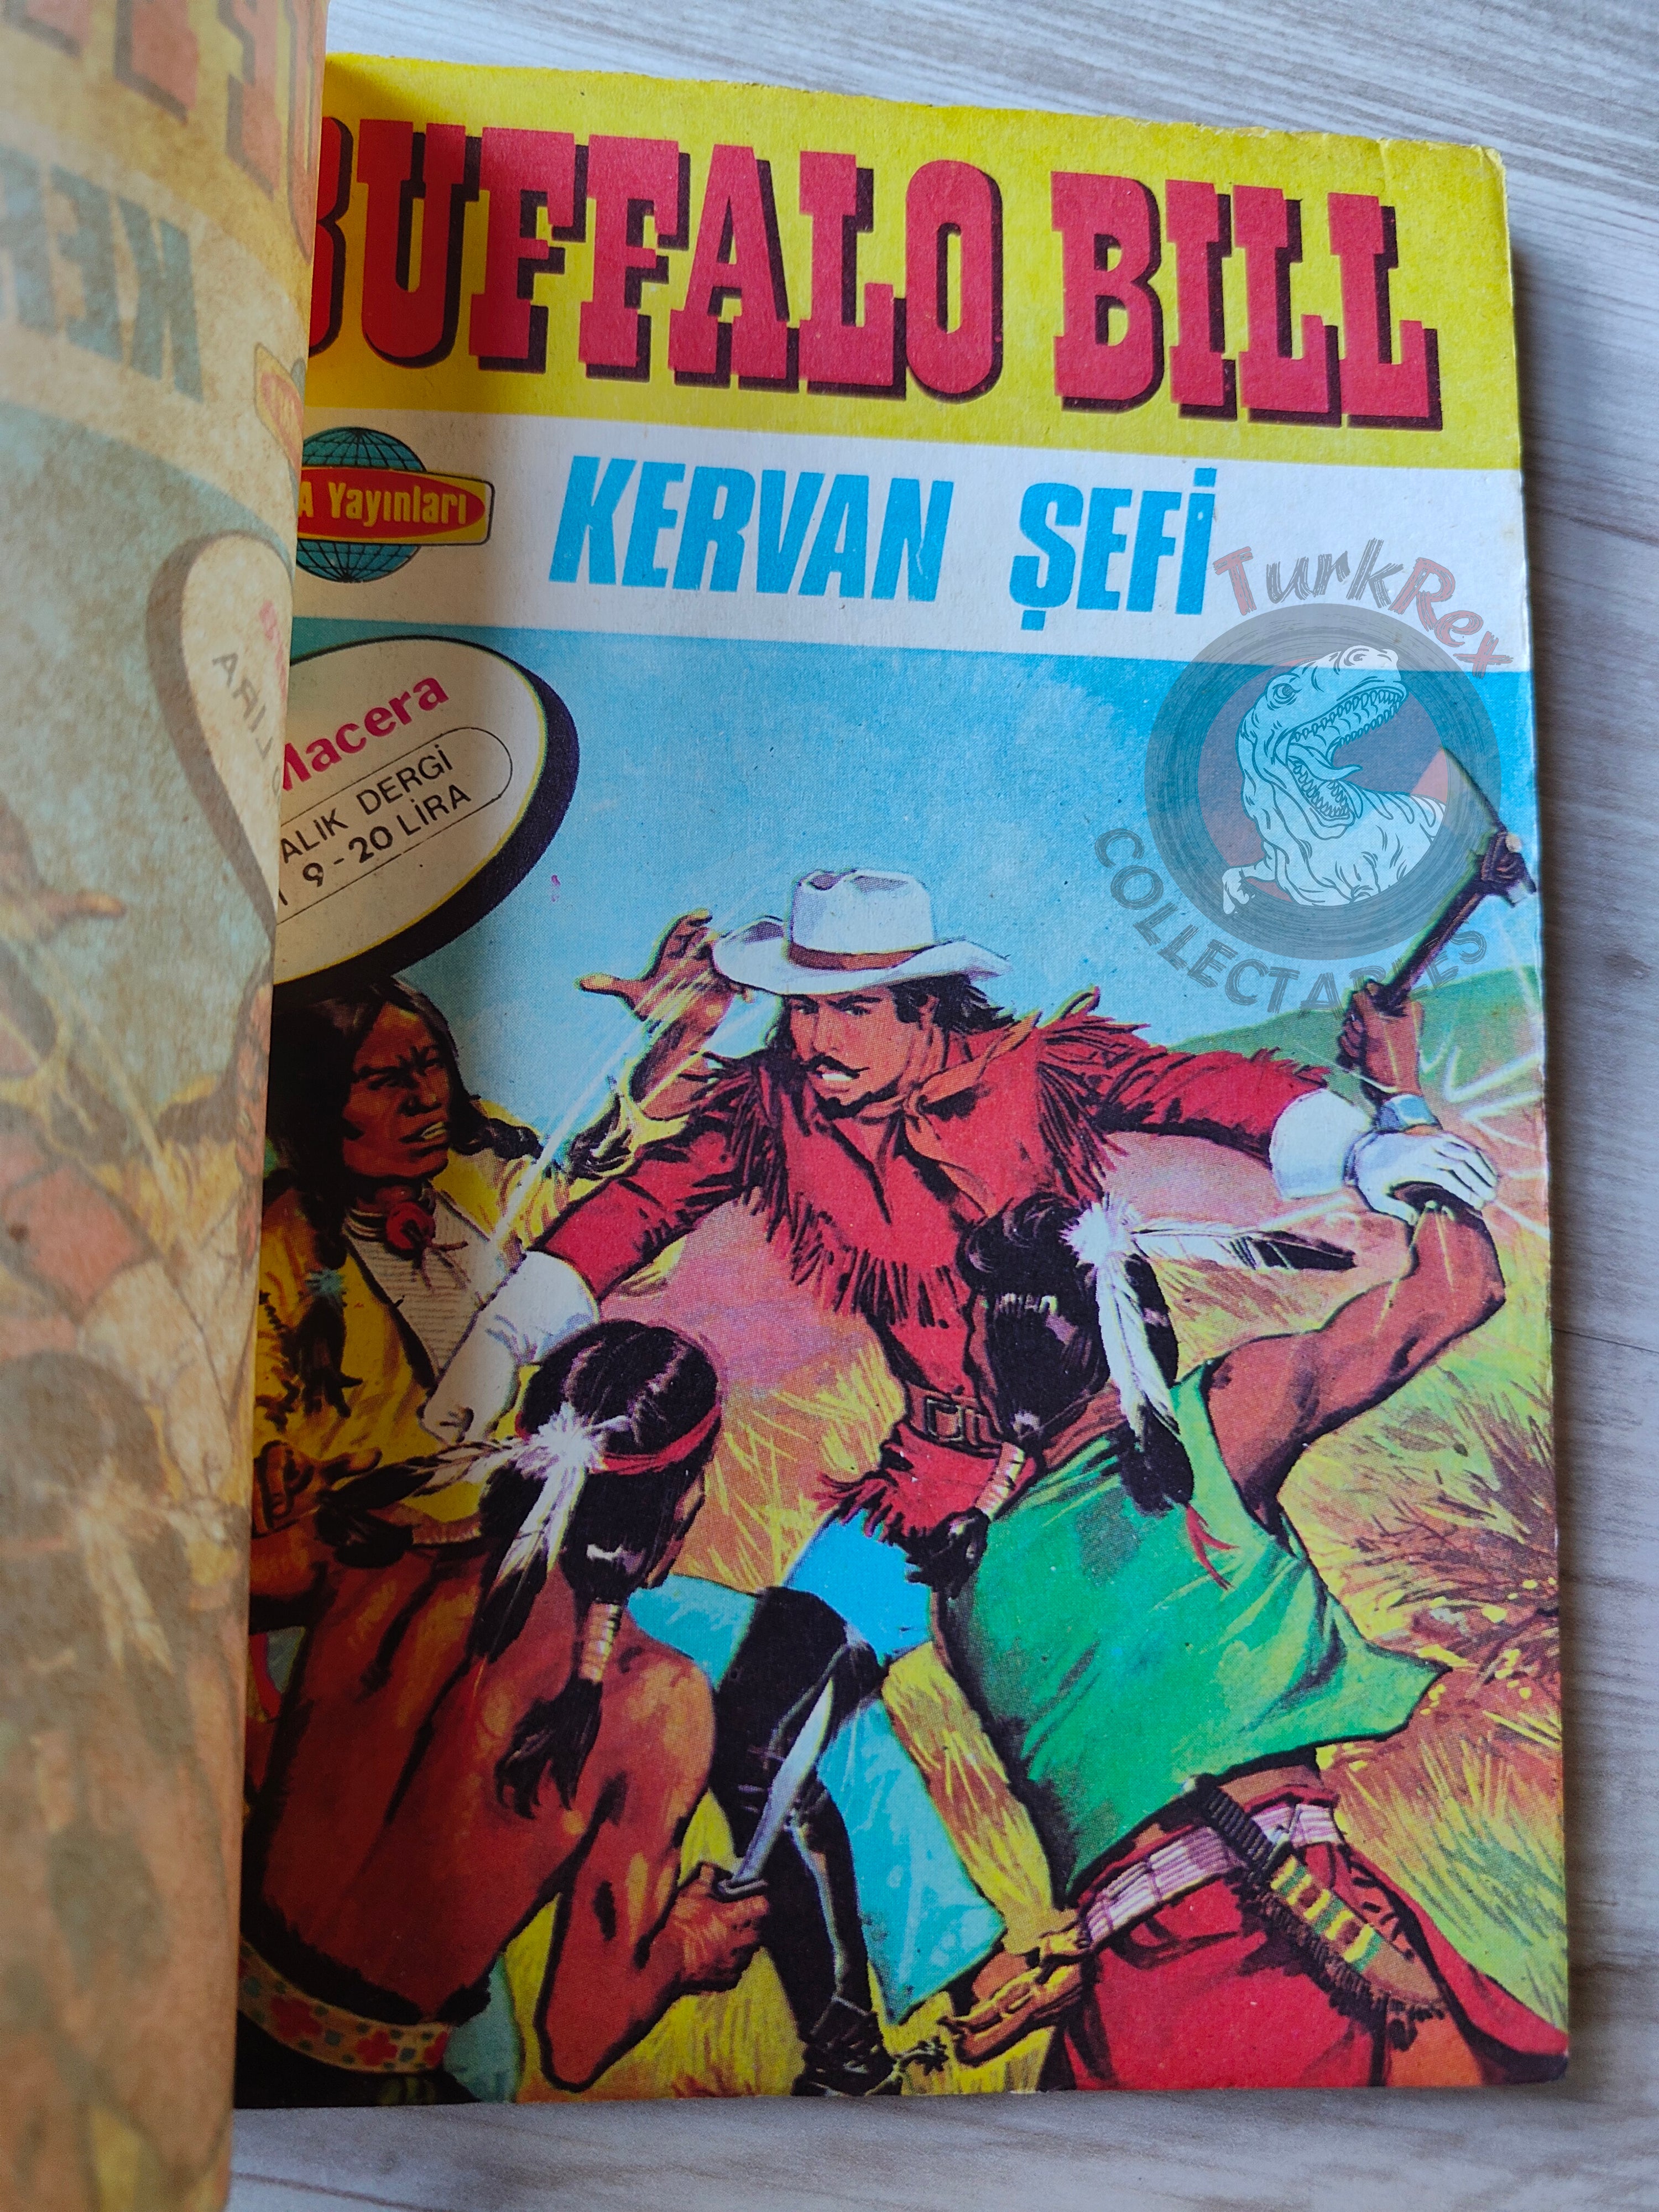 BUFFALO BILL
A Yayınları
KERVAN ŞEFİ
TurkRex
COLLECTABLES
Macera
ALIK DERGİ
9-20 LİRA